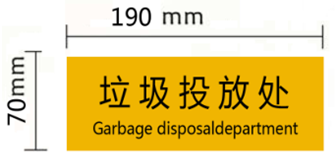 190 mm
70mm
垃圾投放处
Garbage disposaldepartment